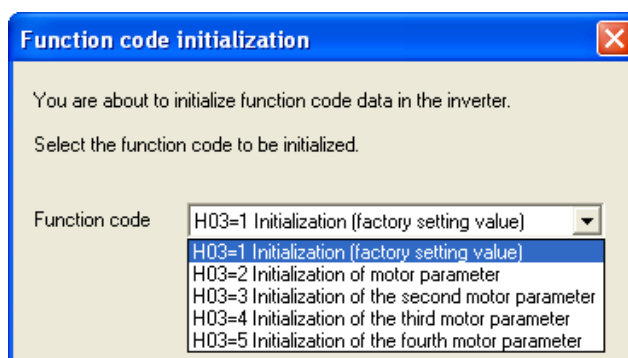 Function code initialization
You are about to initialize function code data in the inverter.
Select the function code to be initialized.
Function code H03=1 Initialization (factory setting value)
H03=1 Initialization (factory setting value)
H03=2 Initialization of motor parameter
H03=3 Initialization of the second motor parameter
H03=4 Initialization of the third motor parameter
H03=5 Initialization of the fourth motor parameter